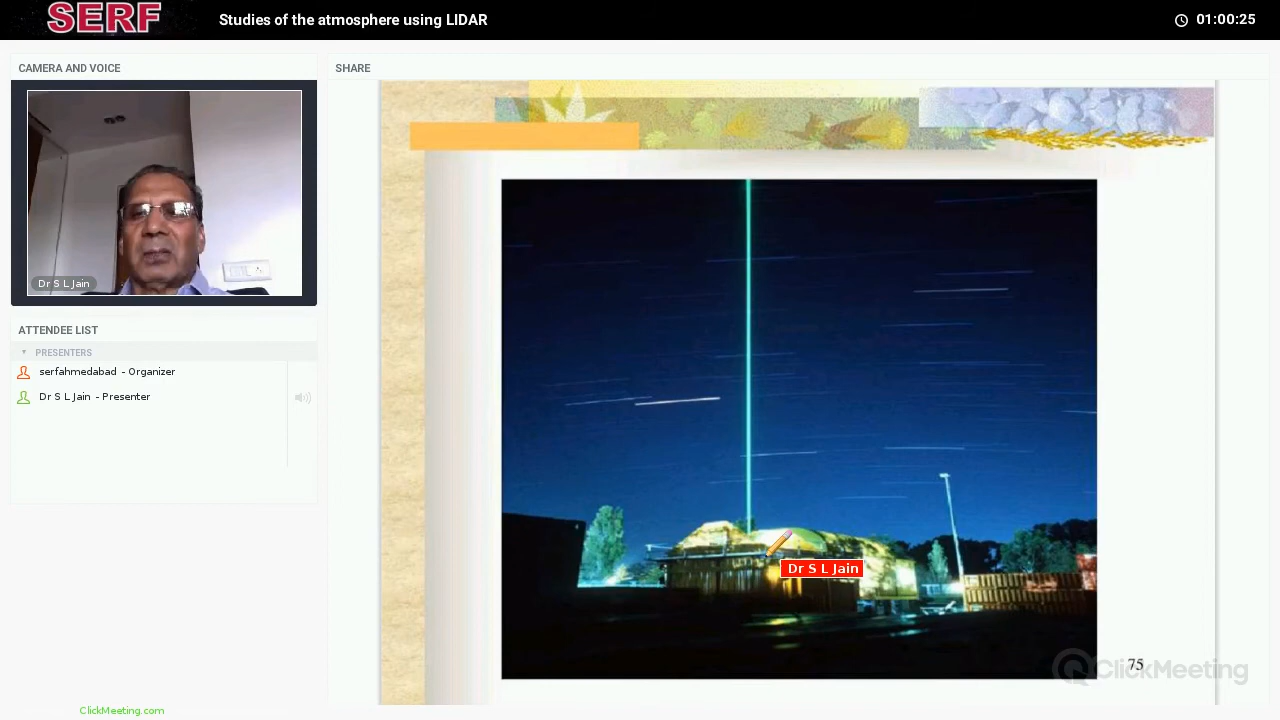 SERF
Studies of the atmosphere using LIDAR
01:00:25
CAMERA AND VOICE
SHARE
Dr S L Jain
ATTENDEE LIST
PRESENTERS
serfahmedabad - Organizer
Dr S L Jain - Presenter
Dr S L Jain
75
ClickMeeting
ClickMeeting.com